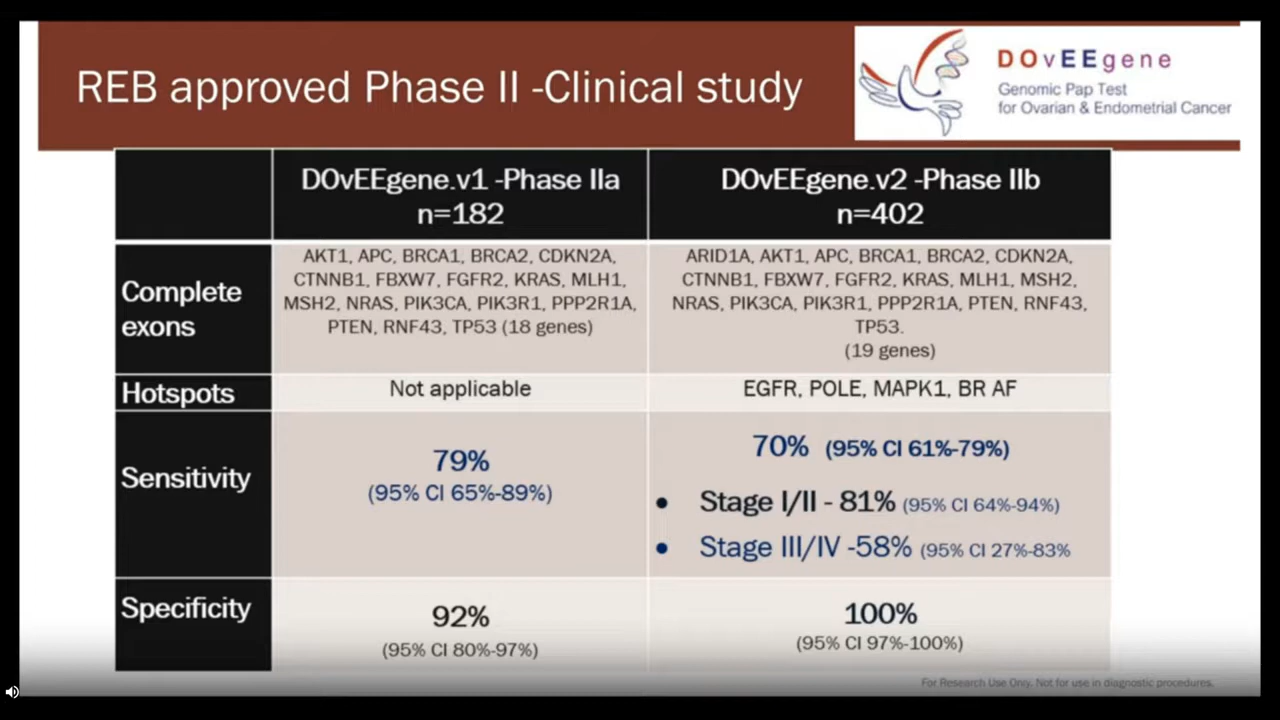 REB approved Phase II -Clinical study
DOvEEgene
Genomic Pap Test
for Ovarian & Endometrial Cancer
DOvEEgene.v1 -Phase IIa
n=182
DOvEEgene.v2 -Phase IIb
n=402
Complete
exons
AKT1, APC, BRCA1, BRCA2, CDKN2A,
CTNNB1, FBXW7, FGFR2, KRAS, MLH1,
MSH2, NRAS, PIK3CA, PIK3R1, PPP2R1A,
PTEN, RNF43, TP53 (18 genes)
ARID1A, AKT1, APC, BRCA1, BRCA2, CDKN2A,
CTNNB1, FBXW7, FGFR2, KRAS, MLH1, MSH2,
NRAS, PIK3CA, PIK3R1, PPP2R1A, PTEN, RNF43,
TP53.
(19 genes)
Hotspots
Not applicable
EGFR, POLE, MAPK1, BR AF
Sensitivity
79%
(95% CI 65%-89%)
70% (95% CI 61%-79%)
• Stage I/II - 81% (95% CI 64%-94%)
• Stage III/IV -58% (95% CI 27%-83%
Specificity
92%
(95% CI 80%-97%)
100%
(95% CI 97%-100%)
For Research Use Only. Not for use in diagnostic procedures.